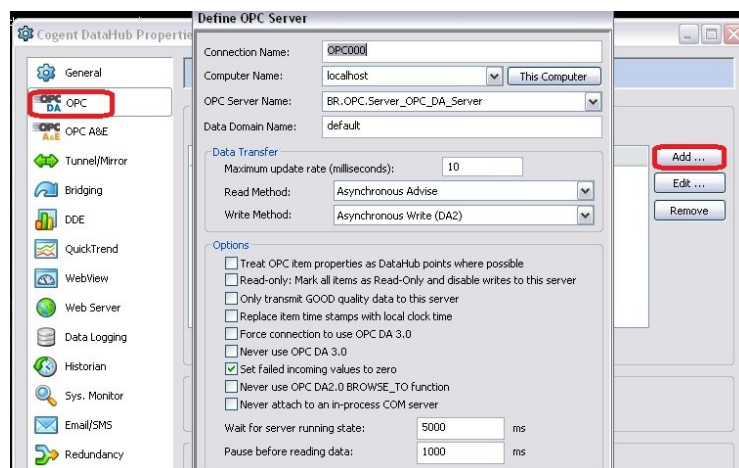 Cogent DataHub Propertie
General
OPC DA OPC
OPC A&E OPC A&E
Tunnel/Mirror
Bridging
DDE
QuickTrend
WebView
Web Server
Data Logging
Historian
Sys. Monitor
Email/SMS
Redundancy
Define OPC Server
Connection Name: OPC000
Computer Name: localhost This Computer
OPC Server Name: BR.OPC.Server_OPC_DA_Server
Data Domain Name: default
Data Transfer
Maximum update rate (milliseconds): 10
Read Method: Asynchronous Advise
Write Method: Asynchronous Write (DA2)
Options
Treat OPC item properties as DataHub points where possible
Read-only: Mark all items as Read-Only and disable writes to this server
Only transmit GOOD quality data to this server
Replace item time stamps with local clock time
Force connection to use OPC DA 3.0
Never use OPC DA 3.0
Set failed incoming values to zero
Never use OPC DA2.0 BROWSE_TO function
Never attach to an in-process COM server
Wait for server running state: 5000 ms
Pause before reading data: 1000 ms
Add ...
Edit ...
Remove